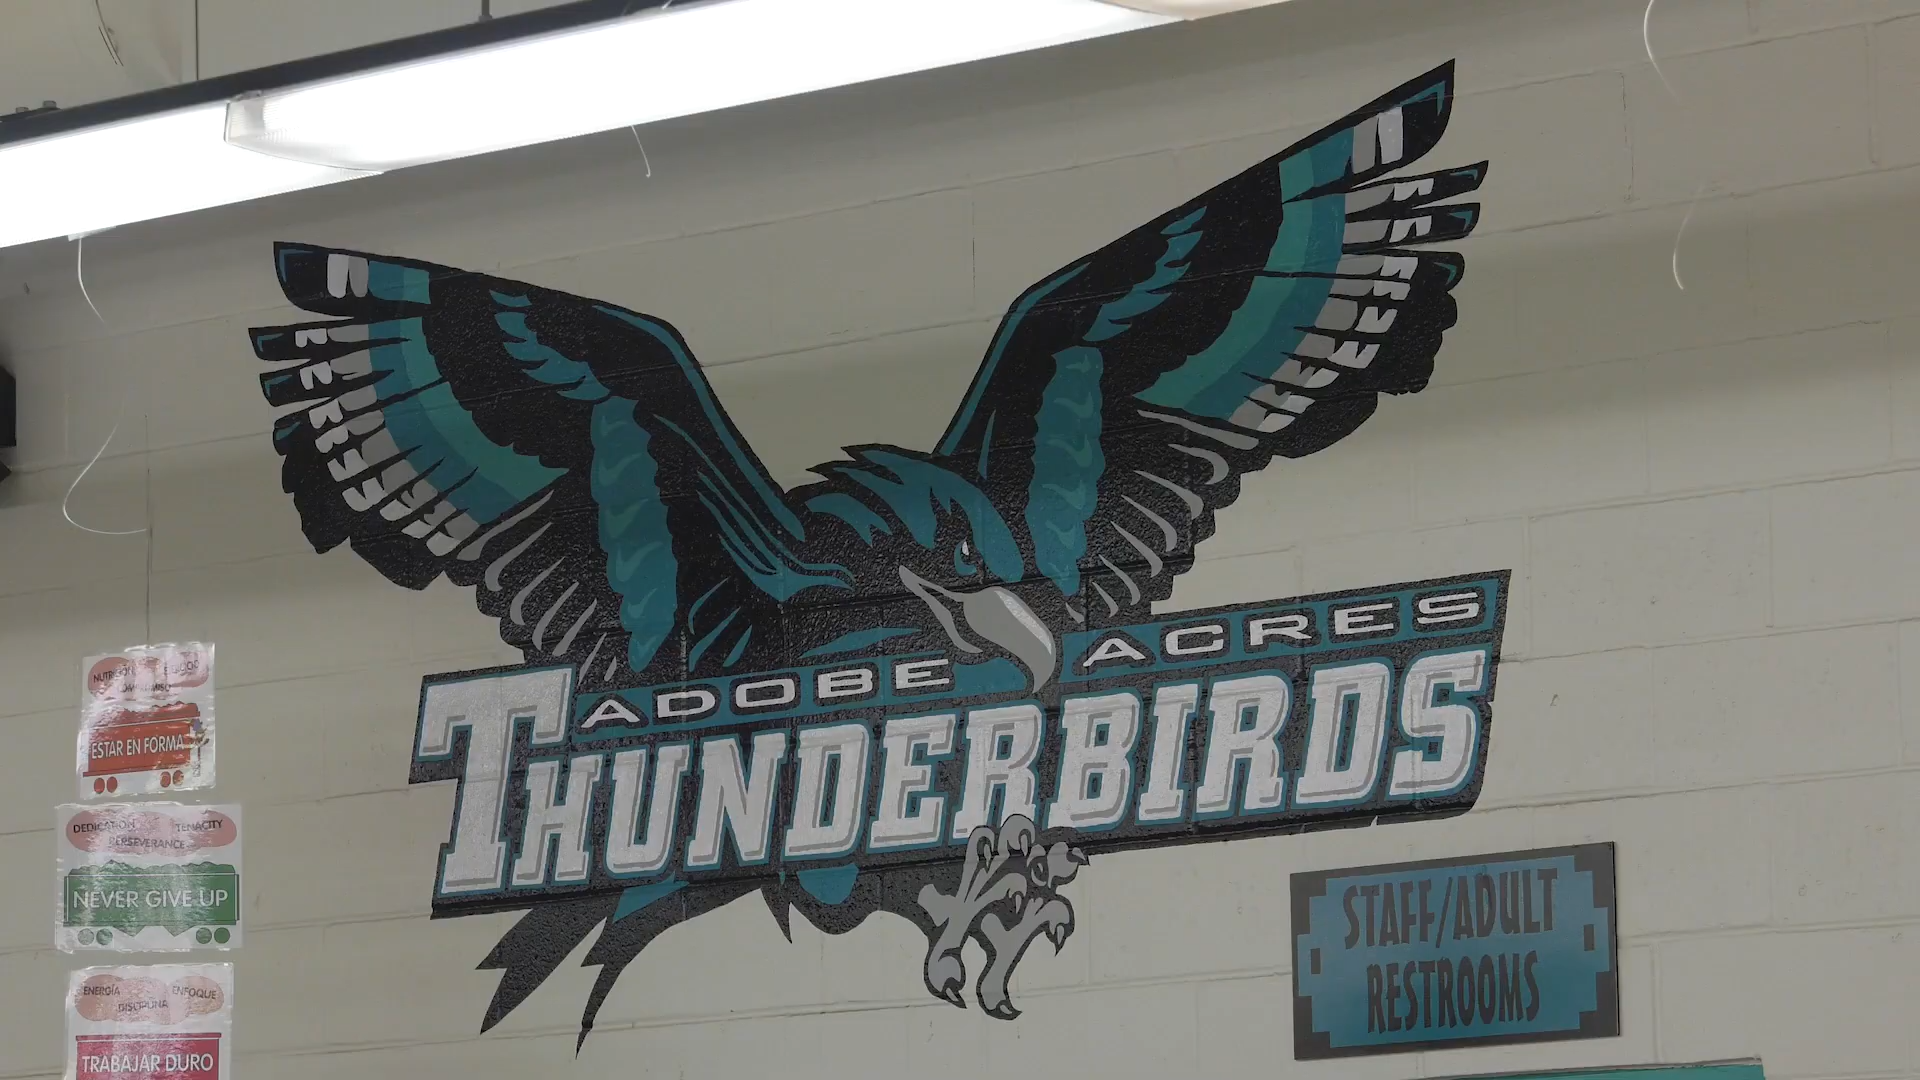 ADOBE ACRES
THUNDERBIRDS
STAFF/ADULT
RESTROOMS
NUTRICIÓN
ESTAR EN FORMA
DEDICATION TENACITY
PERSEVERANCE
NEVER GIVE UP
ENERGÍA ENFOQUE
DISCIPLINA
TRABAJAR DURO